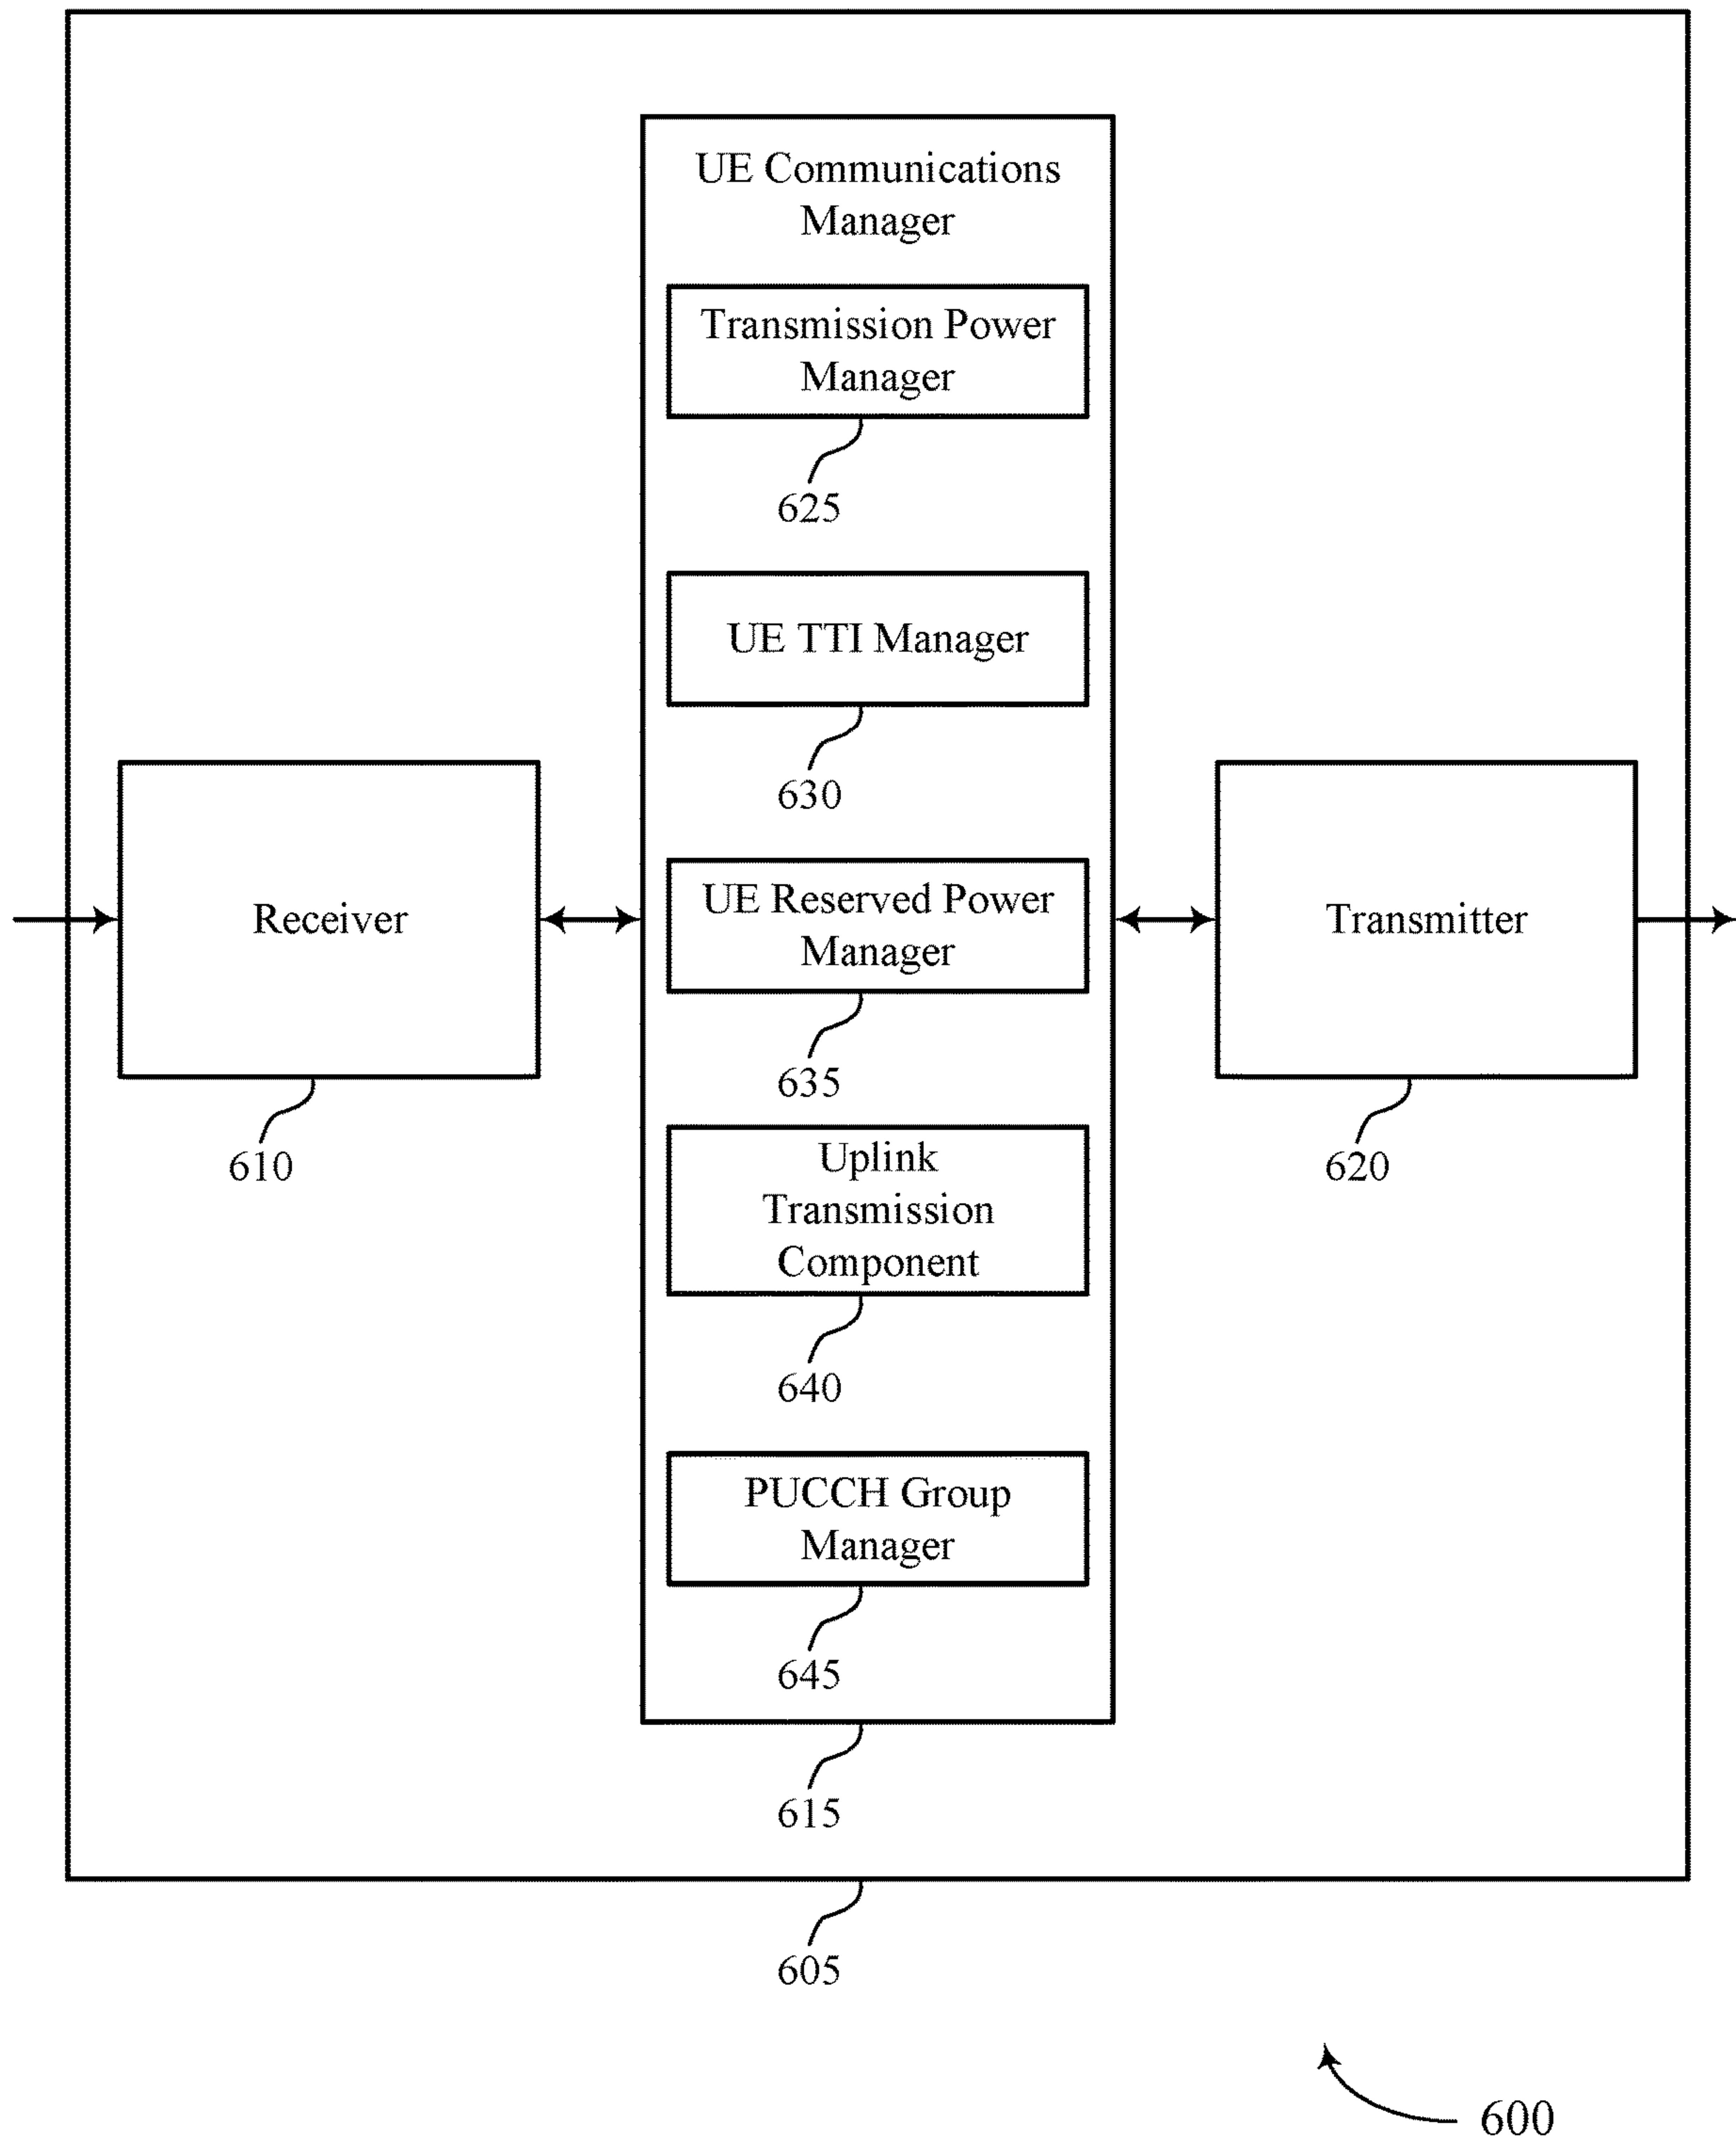 UE Communications
Manager
Transmission Power
Manager
625
UE TTI Manager
630
Receiver
610
UE Reserved Power
Manager
635
Transmitter
620
Uplink
Transmission
Component
640
PUCCH Group
Manager
645
615
605
600